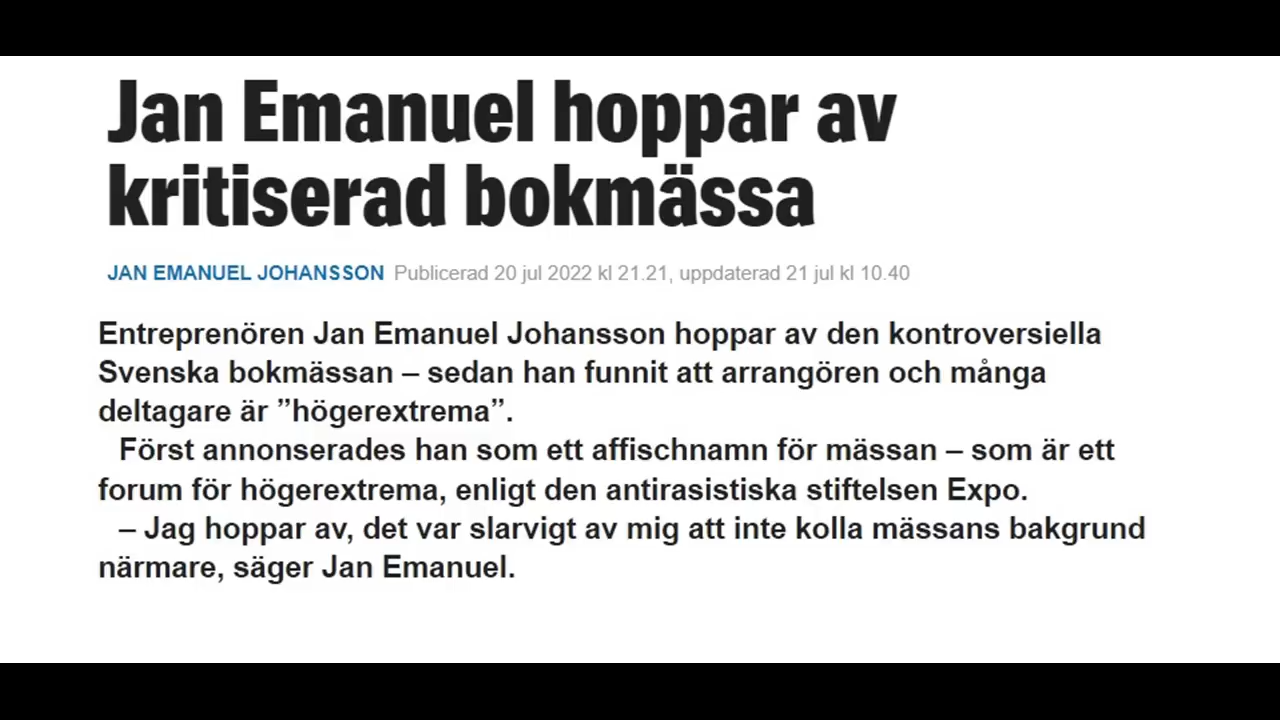 Jan Emanuel hoppar av
kritiserad bokmässa
JAN EMANUEL JOHANSSON Publicerad 20 jul 2022 kl 21.21, uppdaterad 21 jul kl 10.40
Entreprenören Jan Emanuel Johansson hoppar av den kontroversiella
Svenska bokmässan – sedan han funnit att arrangören och många
deltagare är ”högerextrema”.
Först annonserades han som ett affischnamn för mässan – som är ett
forum för högerextrema, enligt den antirasistiska stiftelsen Expo.
– Jag hoppar av, det var slarvigt av mig att inte kolla mässans bakgrund
närmare, säger Jan Emanuel.